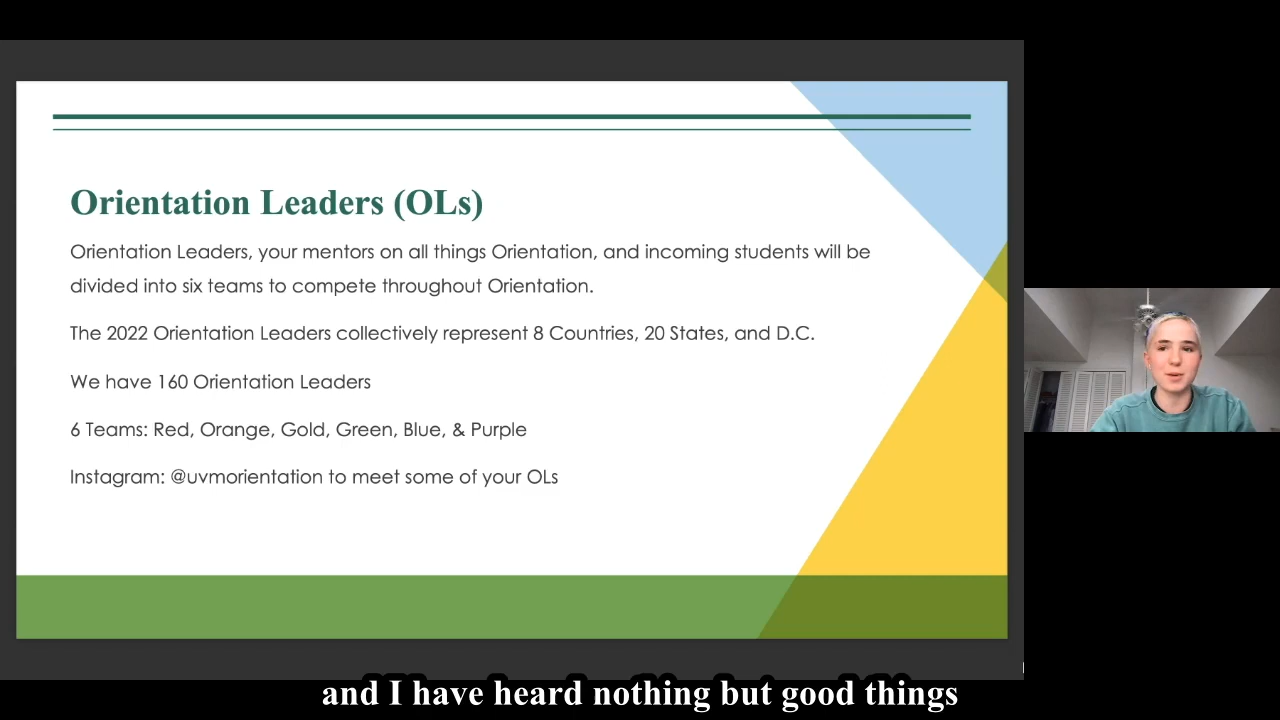 Orientation Leaders (OLs)
Orientation Leaders, your mentors on all things Orientation, and incoming students will be
divided into six teams to compete throughout Orientation.
The 2022 Orientation Leaders collectively represent 8 Countries, 20 States, and D.C.
We have 160 Orientation Leaders
6 Teams: Red, Orange, Gold, Green, Blue, & Purple
Instagram: @uvmorientation to meet some of your OLs
and I have heard nothing but good things